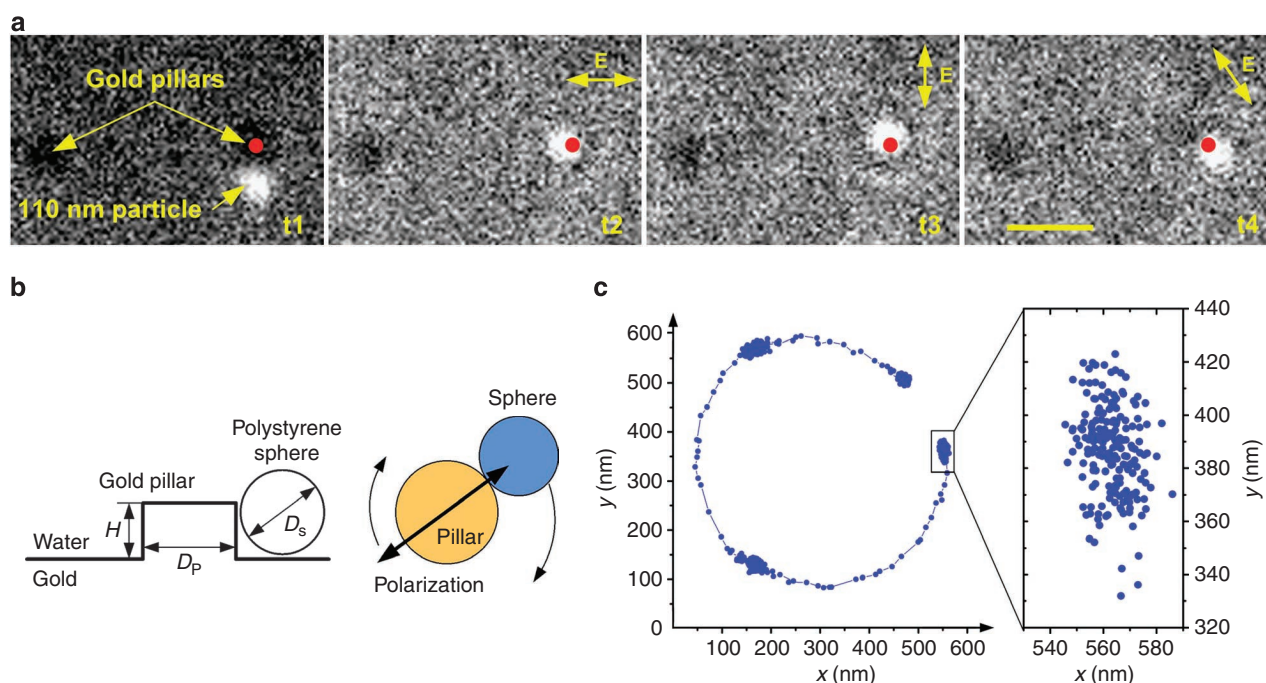 a
Gold pillars
110 nm particle
t1
E
t2
E
t3
E
t4
b
Polystyrene
sphere
Gold pillar
H
Ds
Water
DP
Gold
Sphere
Pillar
Polarization
c
600
500
400
300
200
100
0
y (nm)
100 200 300 400 500 600
x (nm)
440
420
400
380
360
340
320
y (nm)
540 560 580
x (nm)